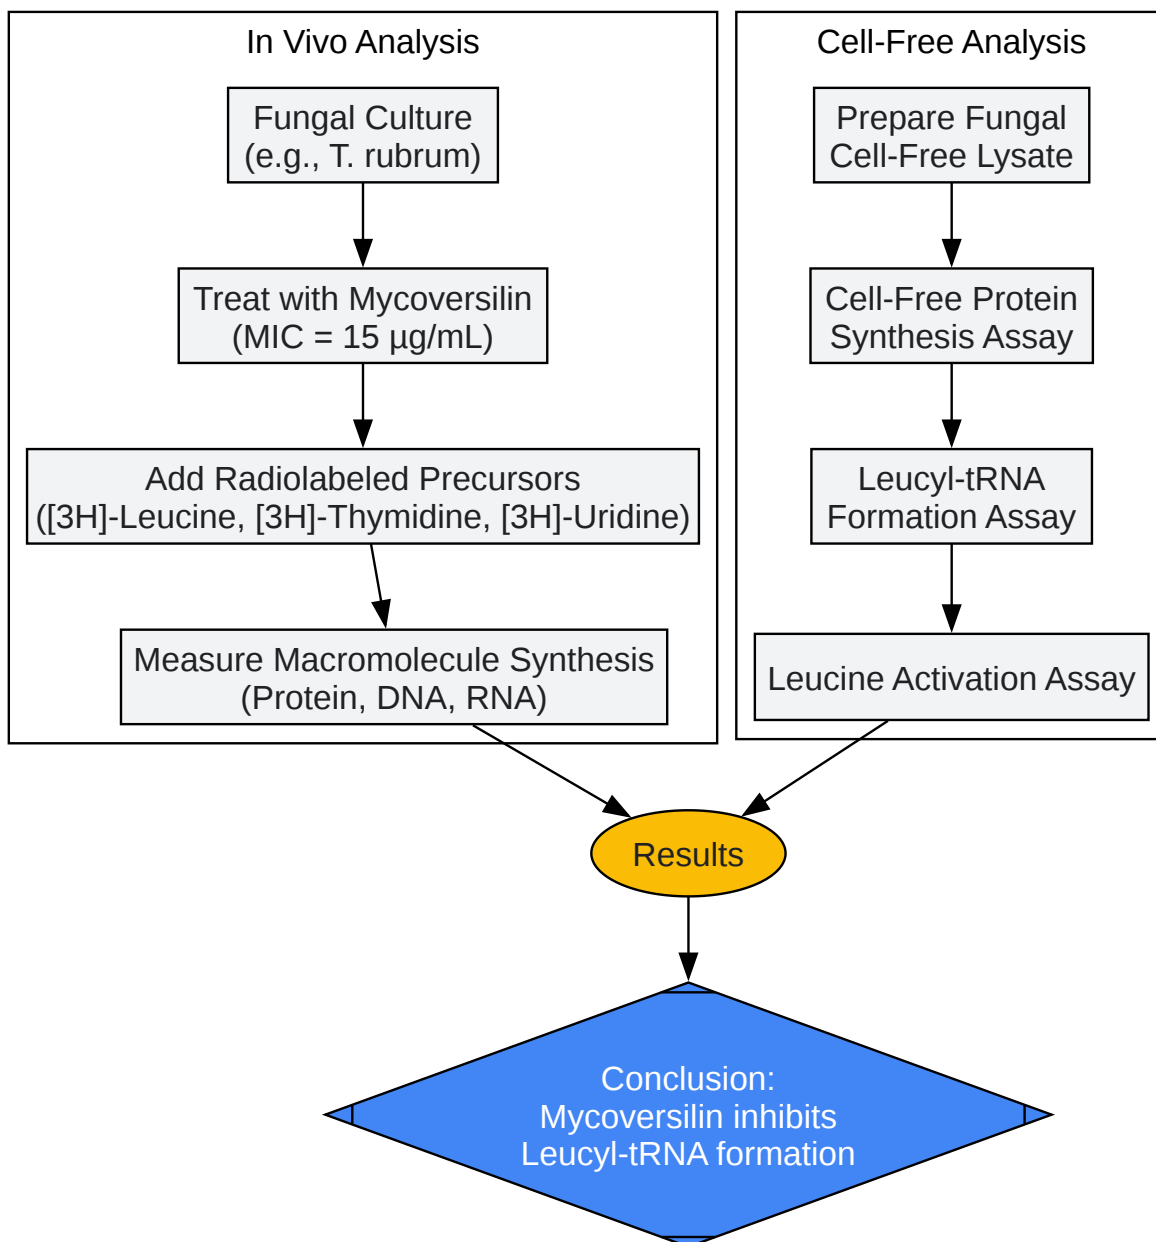 In Vivo Analysis
Fungal Culture
(e.g., T. rubrum)
Treat with Mycoversilin
(MIC = 15 µg/mL)
Add Radiolabeled Precursors
([3H]-Leucine, [3H]-Thymidine, [3H]-Uridine)
Measure Macromolecule Synthesis
(Protein, DNA, RNA)
Cell-Free Analysis
Prepare Fungal
Cell-Free Lysate
Cell-Free Protein
Synthesis Assay
Leucyl-tRNA
Formation Assay
Leucine Activation Assay
Results
Conclusion:
Mycoversilin inhibits
Leucyl-tRNA formation